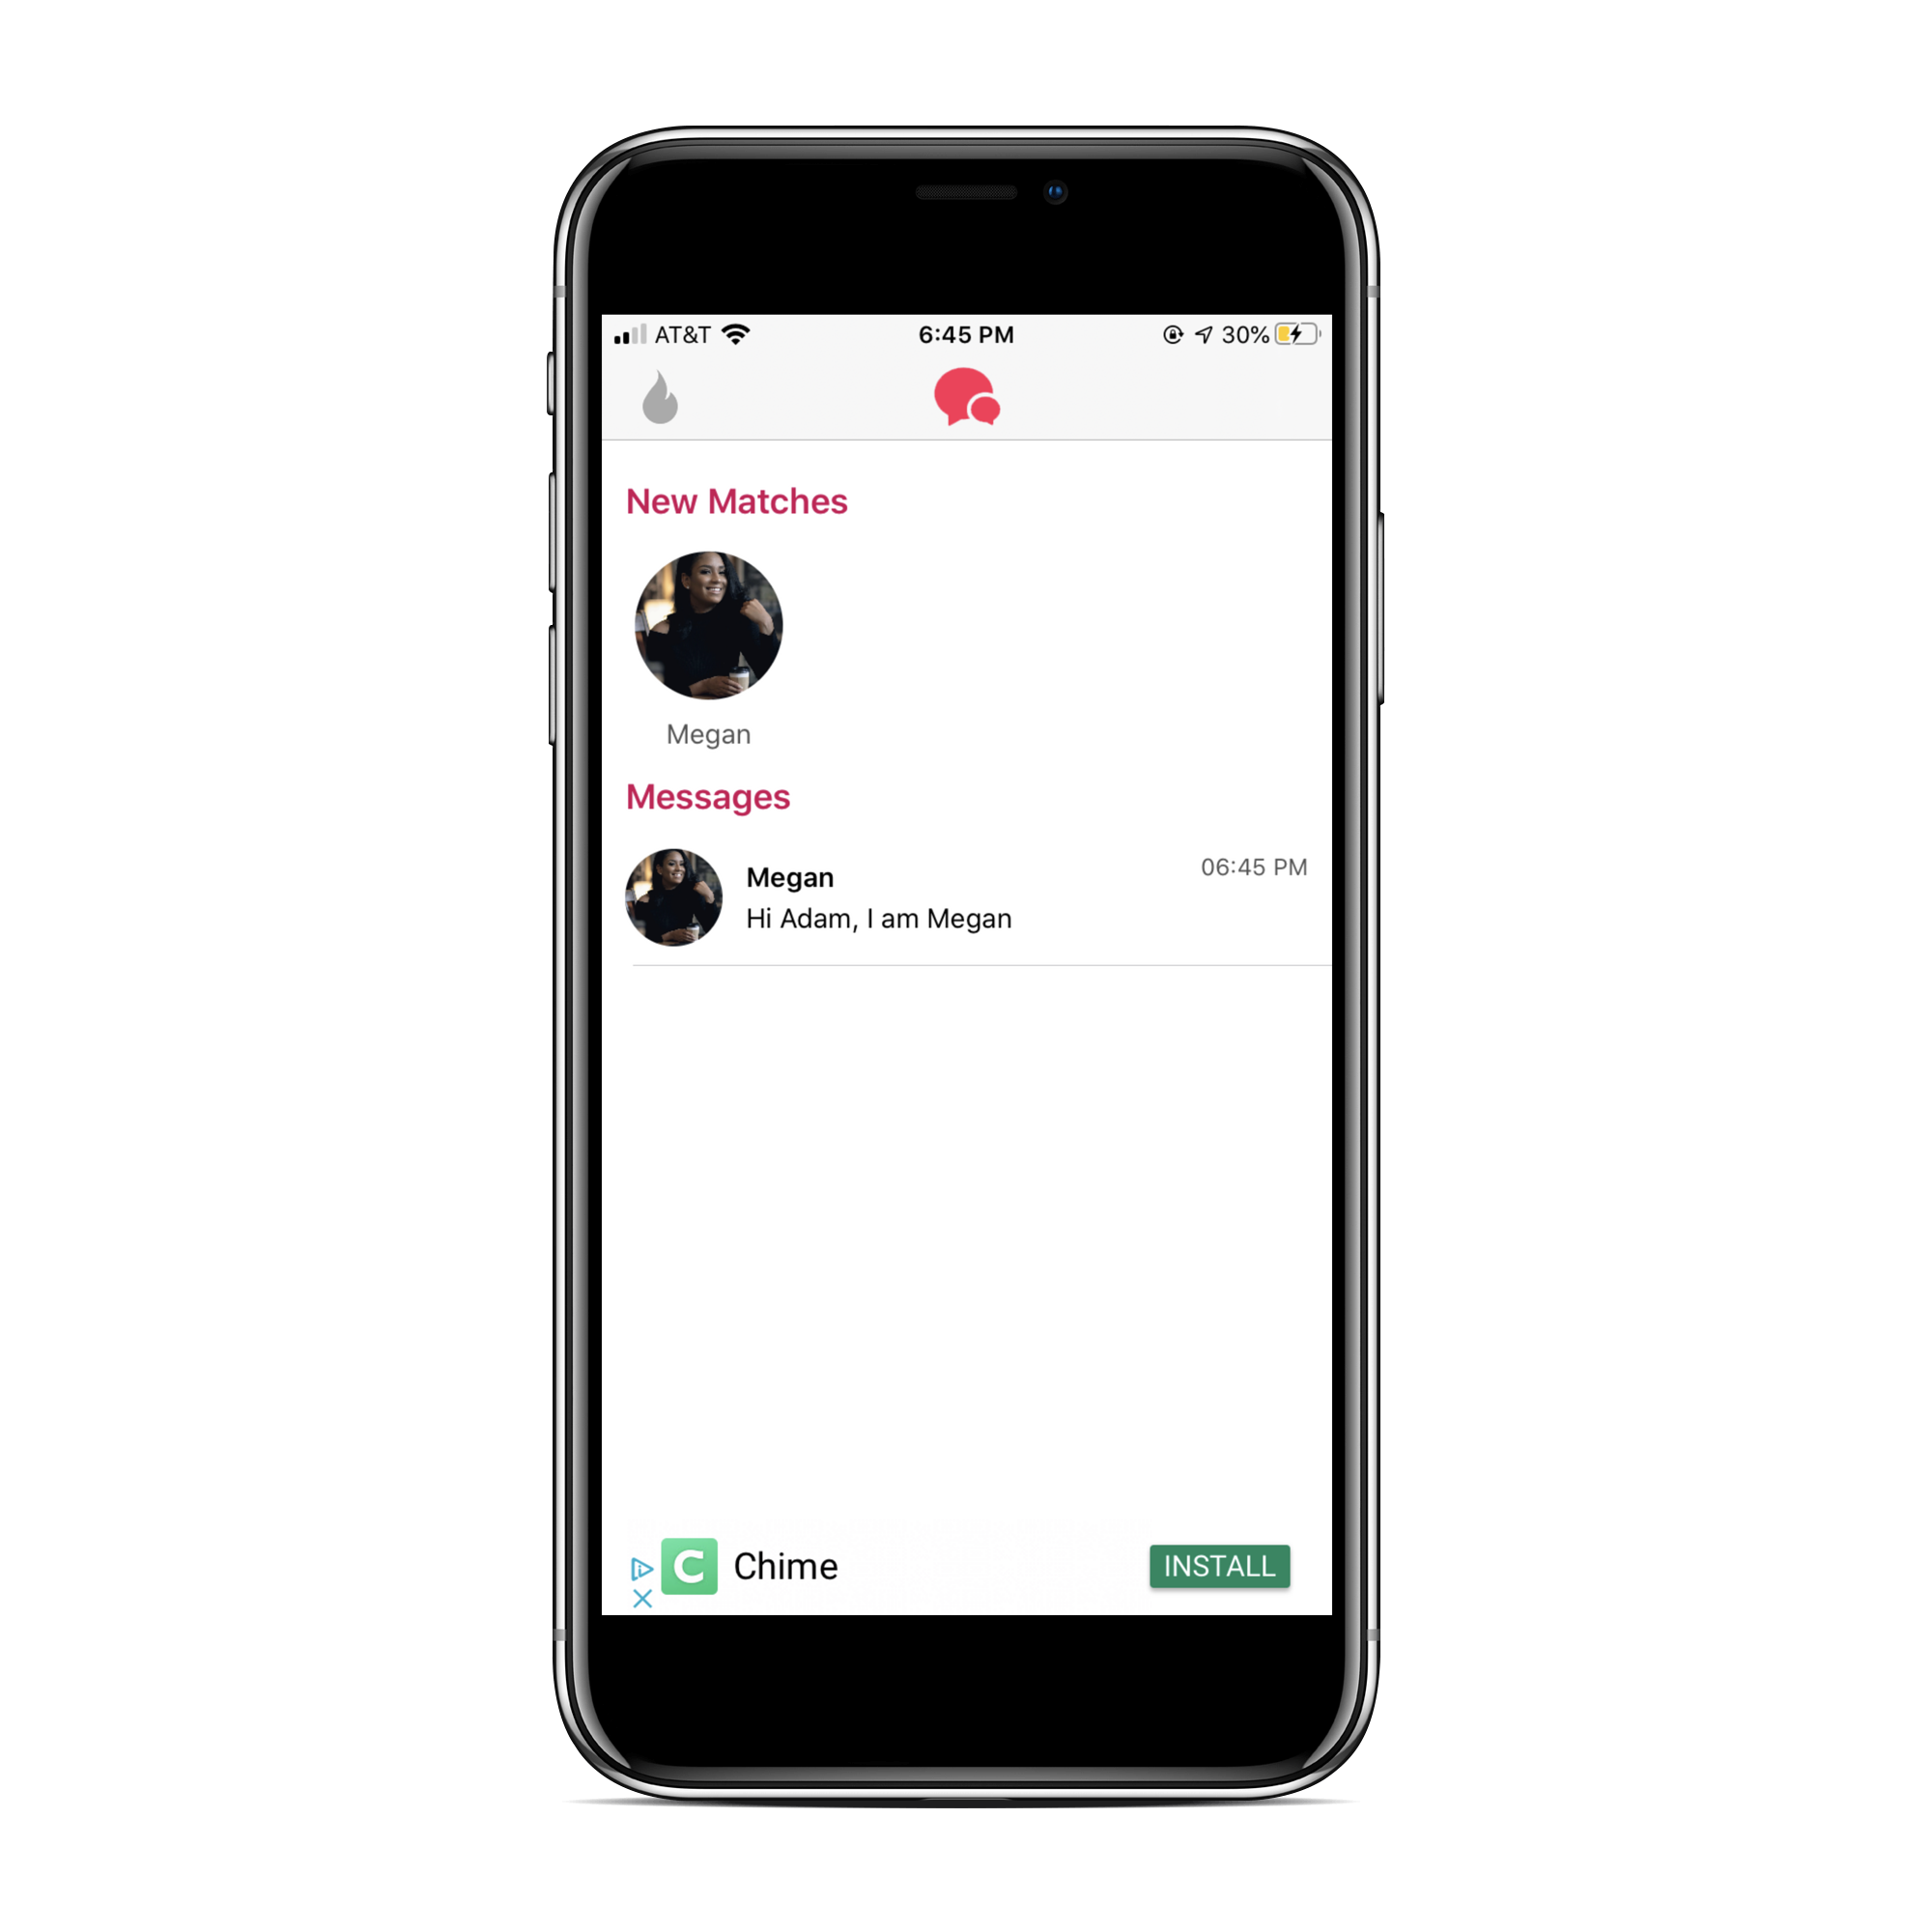 AT&T 6:45 PM 30%
New Matches
Megan
Messages
Megan 06:45 PM
Hi Adam, I am Megan
C Chime INSTALL